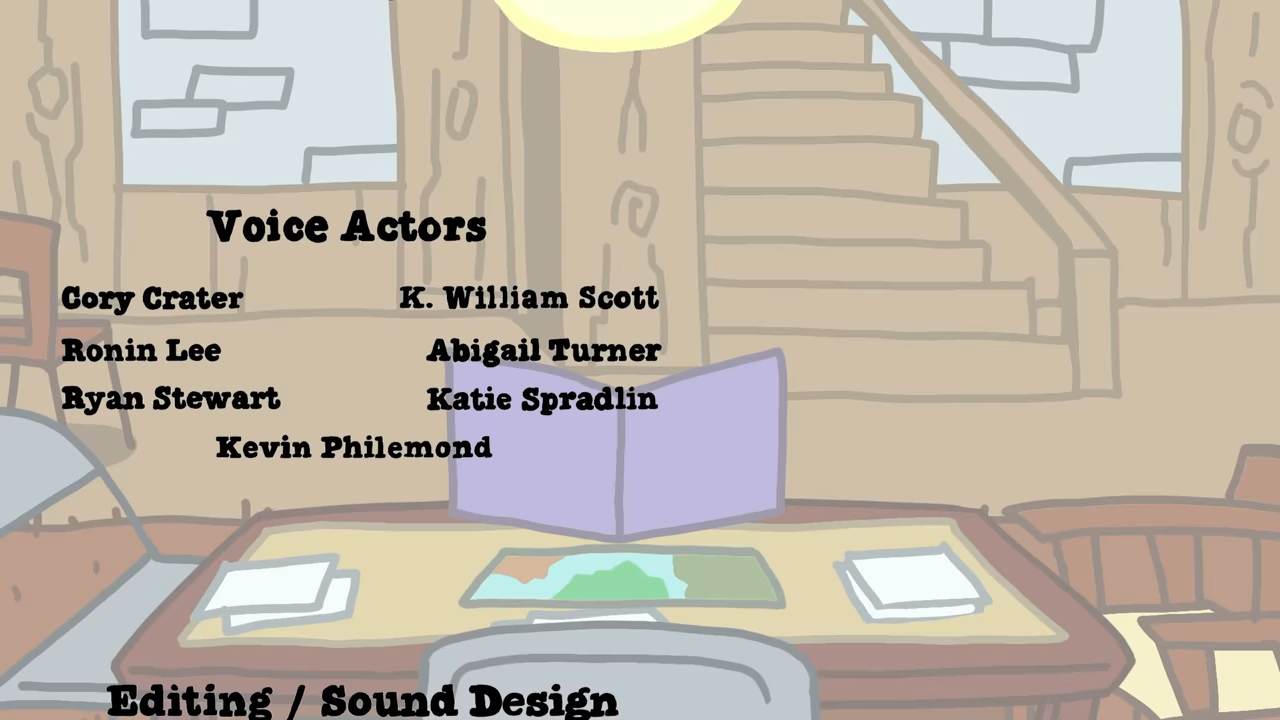 Voice Actors
Cory Crater K. William Scott
Ronin Lee Abigail Turner
Ryan Stewart Katie Spradlin
Kevin Philemond
Editing / Sound Design